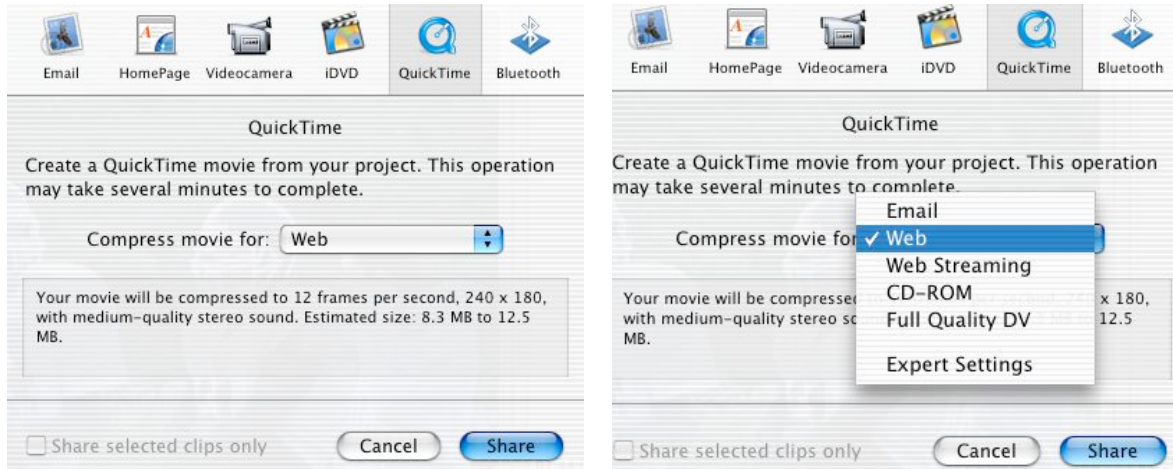 Email HomePage Videocamera iDVD QuickTime Bluetooth
QuickTime
Create a QuickTime movie from your project. This operation
may take several minutes to complete.
Compress movie for: Web
Your movie will be compressed to 12 frames per second, 240 x 180,
with medium-quality stereo sound. Estimated size: 8.3 MB to 12.5
MB.
Share selected clips only Cancel Share
Email HomePage Videocamera iDVD QuickTime Bluetooth
QuickTime
Create a QuickTime movie from your project. This operation
may take several minutes to complete.
Email
Compress movie for ✓ Web
Web Streaming
CD-ROM
Full Quality DV
Expert Settings
Your movie will be compressed x 180,
with medium-quality stereo 12.5
MB.
Share selected clips only Cancel Share